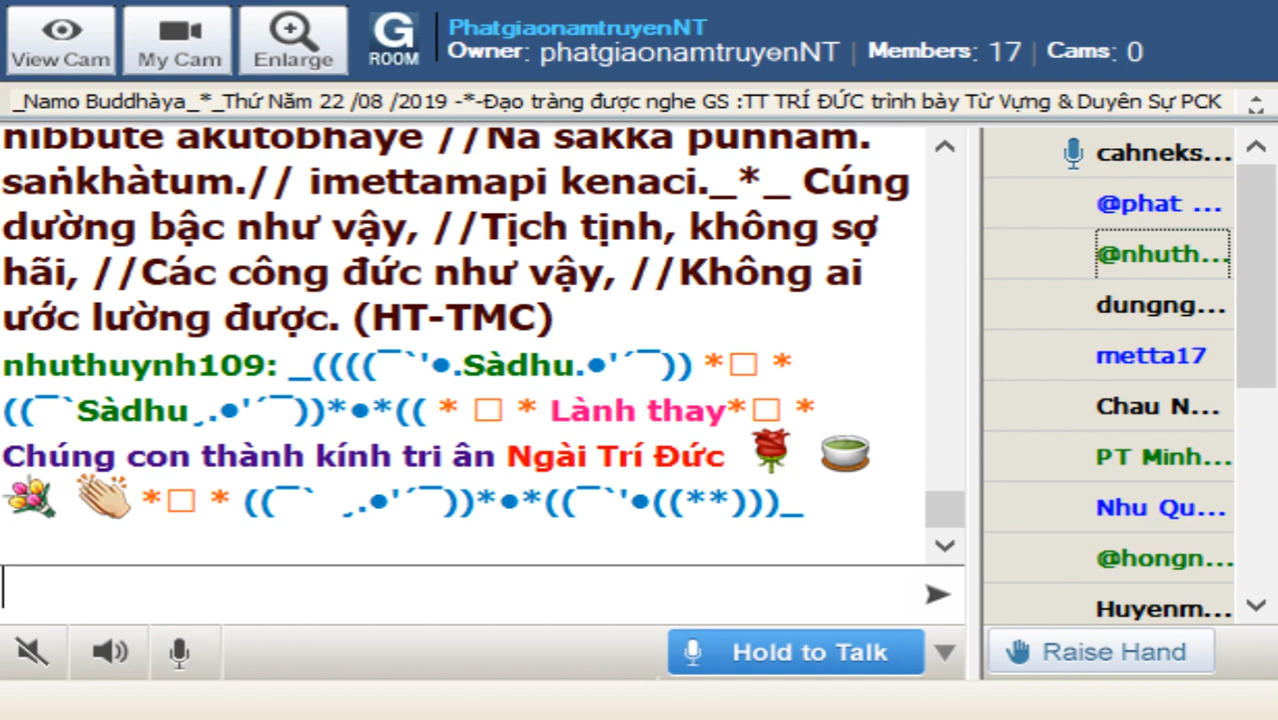 View Cam
My Cam
Enlarge
G
ROOM
PhatgiaonamtruyenNT
Owner: phatgiaonamtruyenNT | Members: 17 | Cams: 0
_Namo Buddhàya_*_Thứ Năm 22 /08 /2019 -*-Đạo tràng được nghe GS :TT TRÍ ĐỨC trình bày Từ Vựng & Duyên Sự PCK
nibbute akutobhaye //Na sakka punnam.
saṅkhàtum.// imettamapi kenaci._*_ Cúng
dường bậc như vậy, //Tịch tịnh, không sợ
hãi, //Các công đức như vậy, //Không ai
ước lường được. (HT-TMC)
nhuthuynh109: _((((¯`'●.Sàdhu.●'´¯)) *□ *
((¯`Sàdhu¸.●'´¯))*●*(( * □ * Lành thay*□ *
Chúng con thành kính tri ân Ngài Trí Đức
*□ * ((¯` ¸.●'´¯))*●*((¯`'●((**)))_
Hold to Talk
cahneks...
@phat ...
@nhuth...
dungng...
metta17
Chau N...
PT Minh...
Nhu Qu...
@hongn...
Huyenm...
Raise Hand